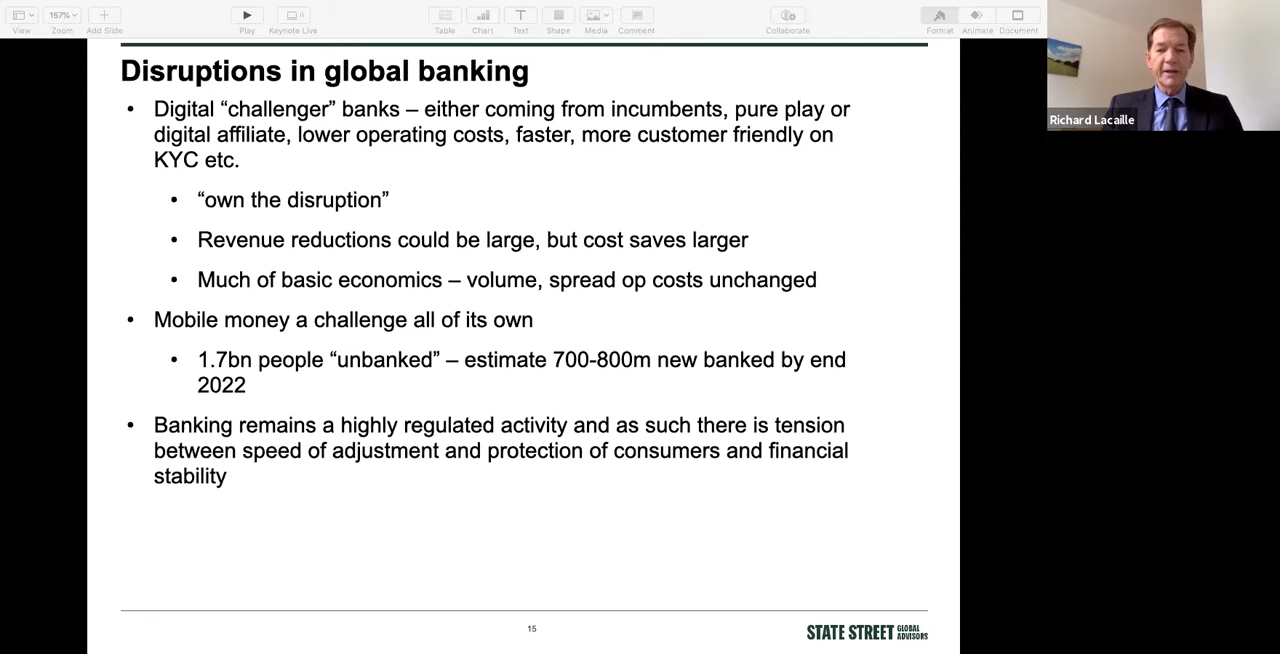 View
157%
Zoom
Add Slide
Play
Keynote Live
Table
Chart
Text
Shape
Media
Comment
Collaborate
Format
Animate
Document
Richard Lacaille
Disruptions in global banking
• Digital “challenger” banks – either coming from incumbents, pure play or
digital affiliate, lower operating costs, faster, more customer friendly on
KYC etc.
• “own the disruption”
• Revenue reductions could be large, but cost saves larger
• Much of basic economics – volume, spread op costs unchanged
• Mobile money a challenge all of its own
• 1.7bn people “unbanked” – estimate 700-800m new banked by end
2022
• Banking remains a highly regulated activity and as such there is tension
between speed of adjustment and protection of consumers and financial
stability
15
STATE STREET GLOBAL
ADVISORS